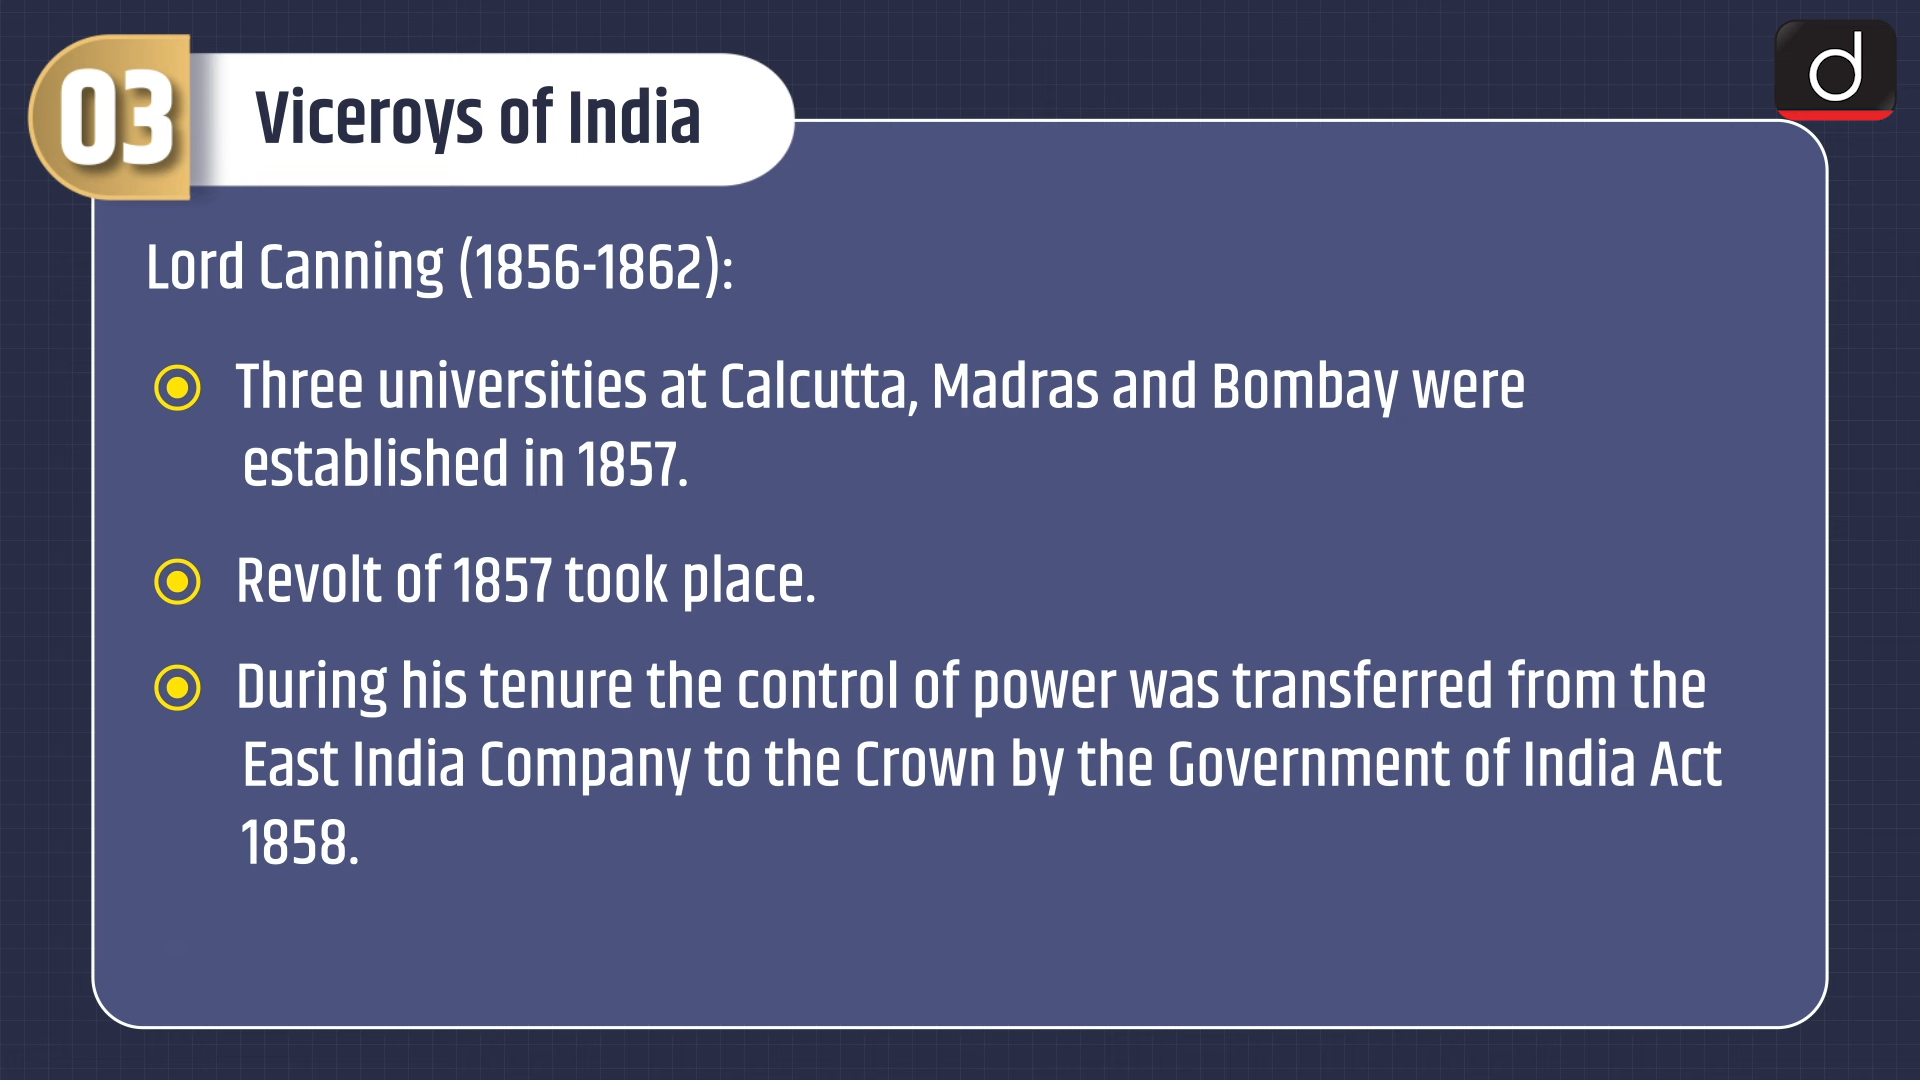 03
Viceroys of India
d
Lord Canning (1856-1862):
Three universities at Calcutta, Madras and Bombay were
established in 1857.
Revolt of 1857 took place.
During his tenure the control of power was transferred from the
East India Company to the Crown by the Government of India Act
1858.